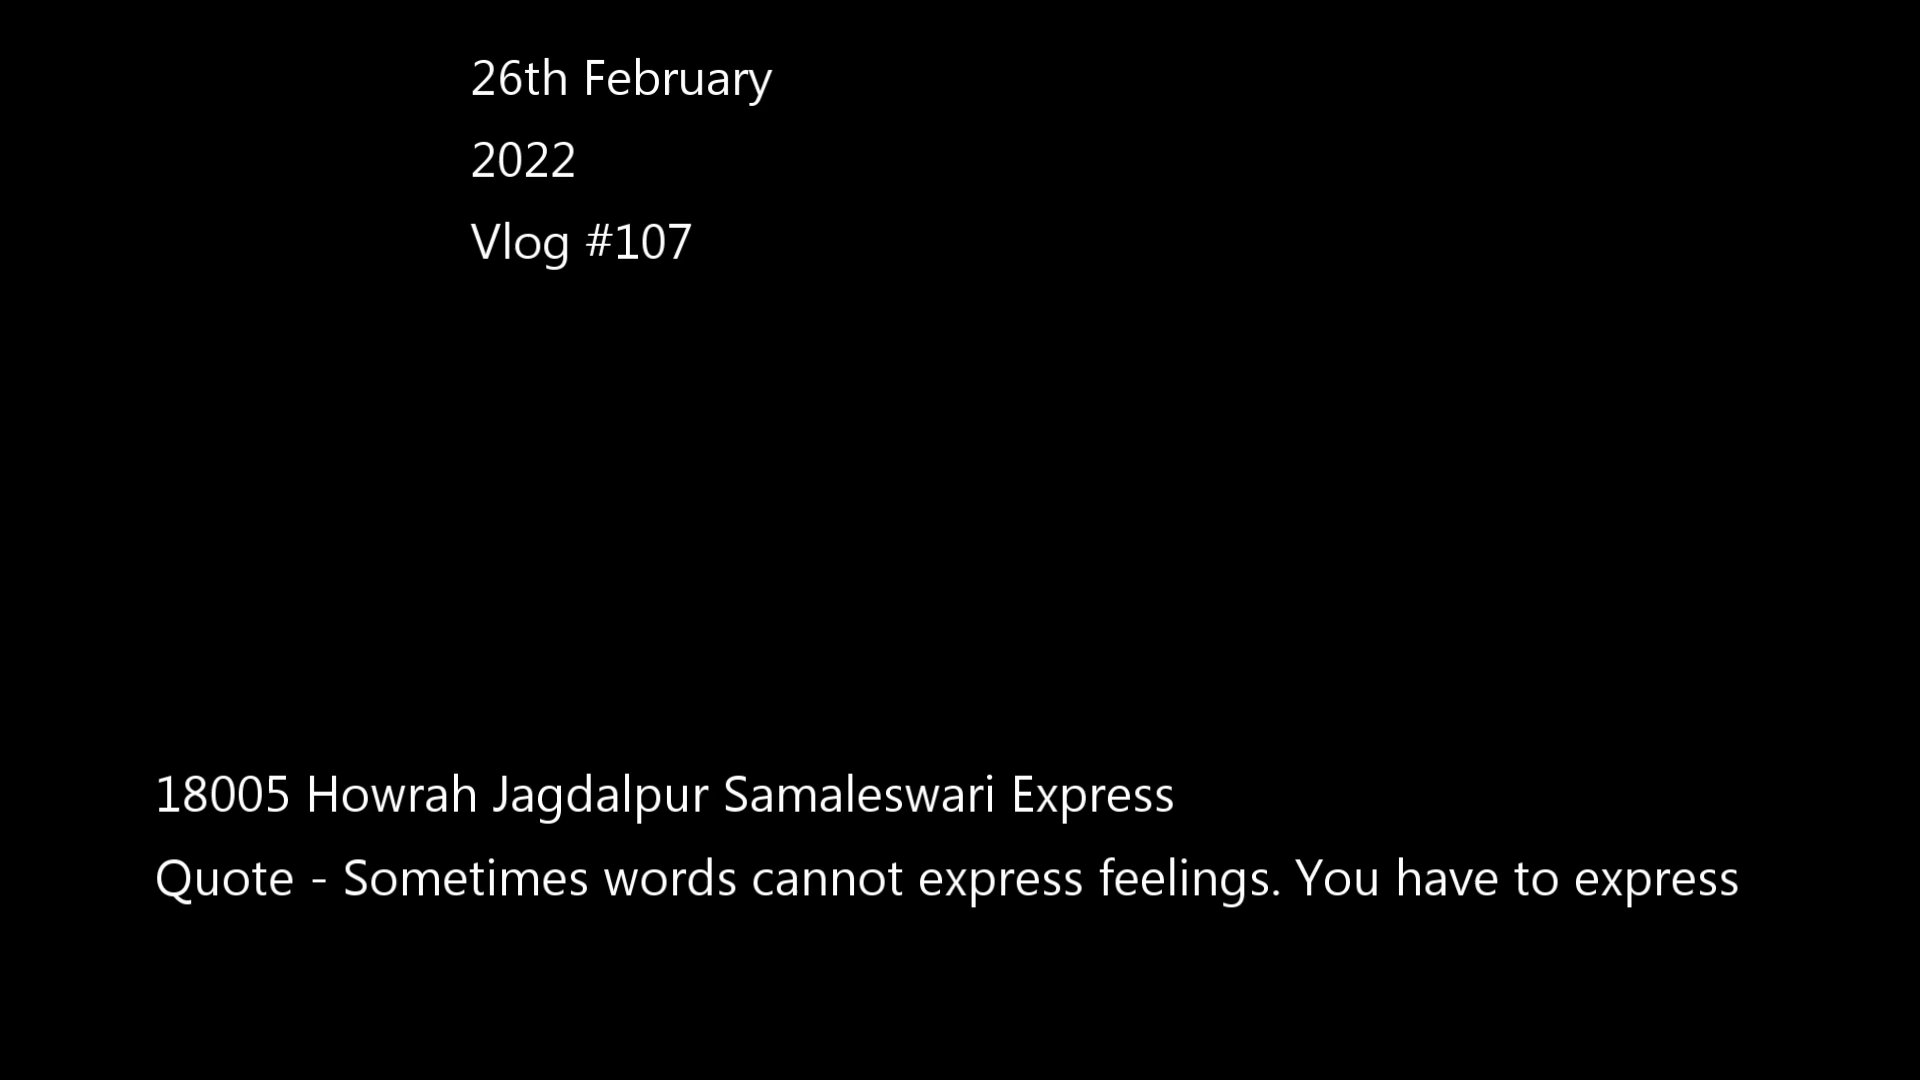 26th February
2022
Vlog #107
18005 Howrah Jagdalpur Samaleswari Express
Quote - Sometimes words cannot express feelings. You have to express